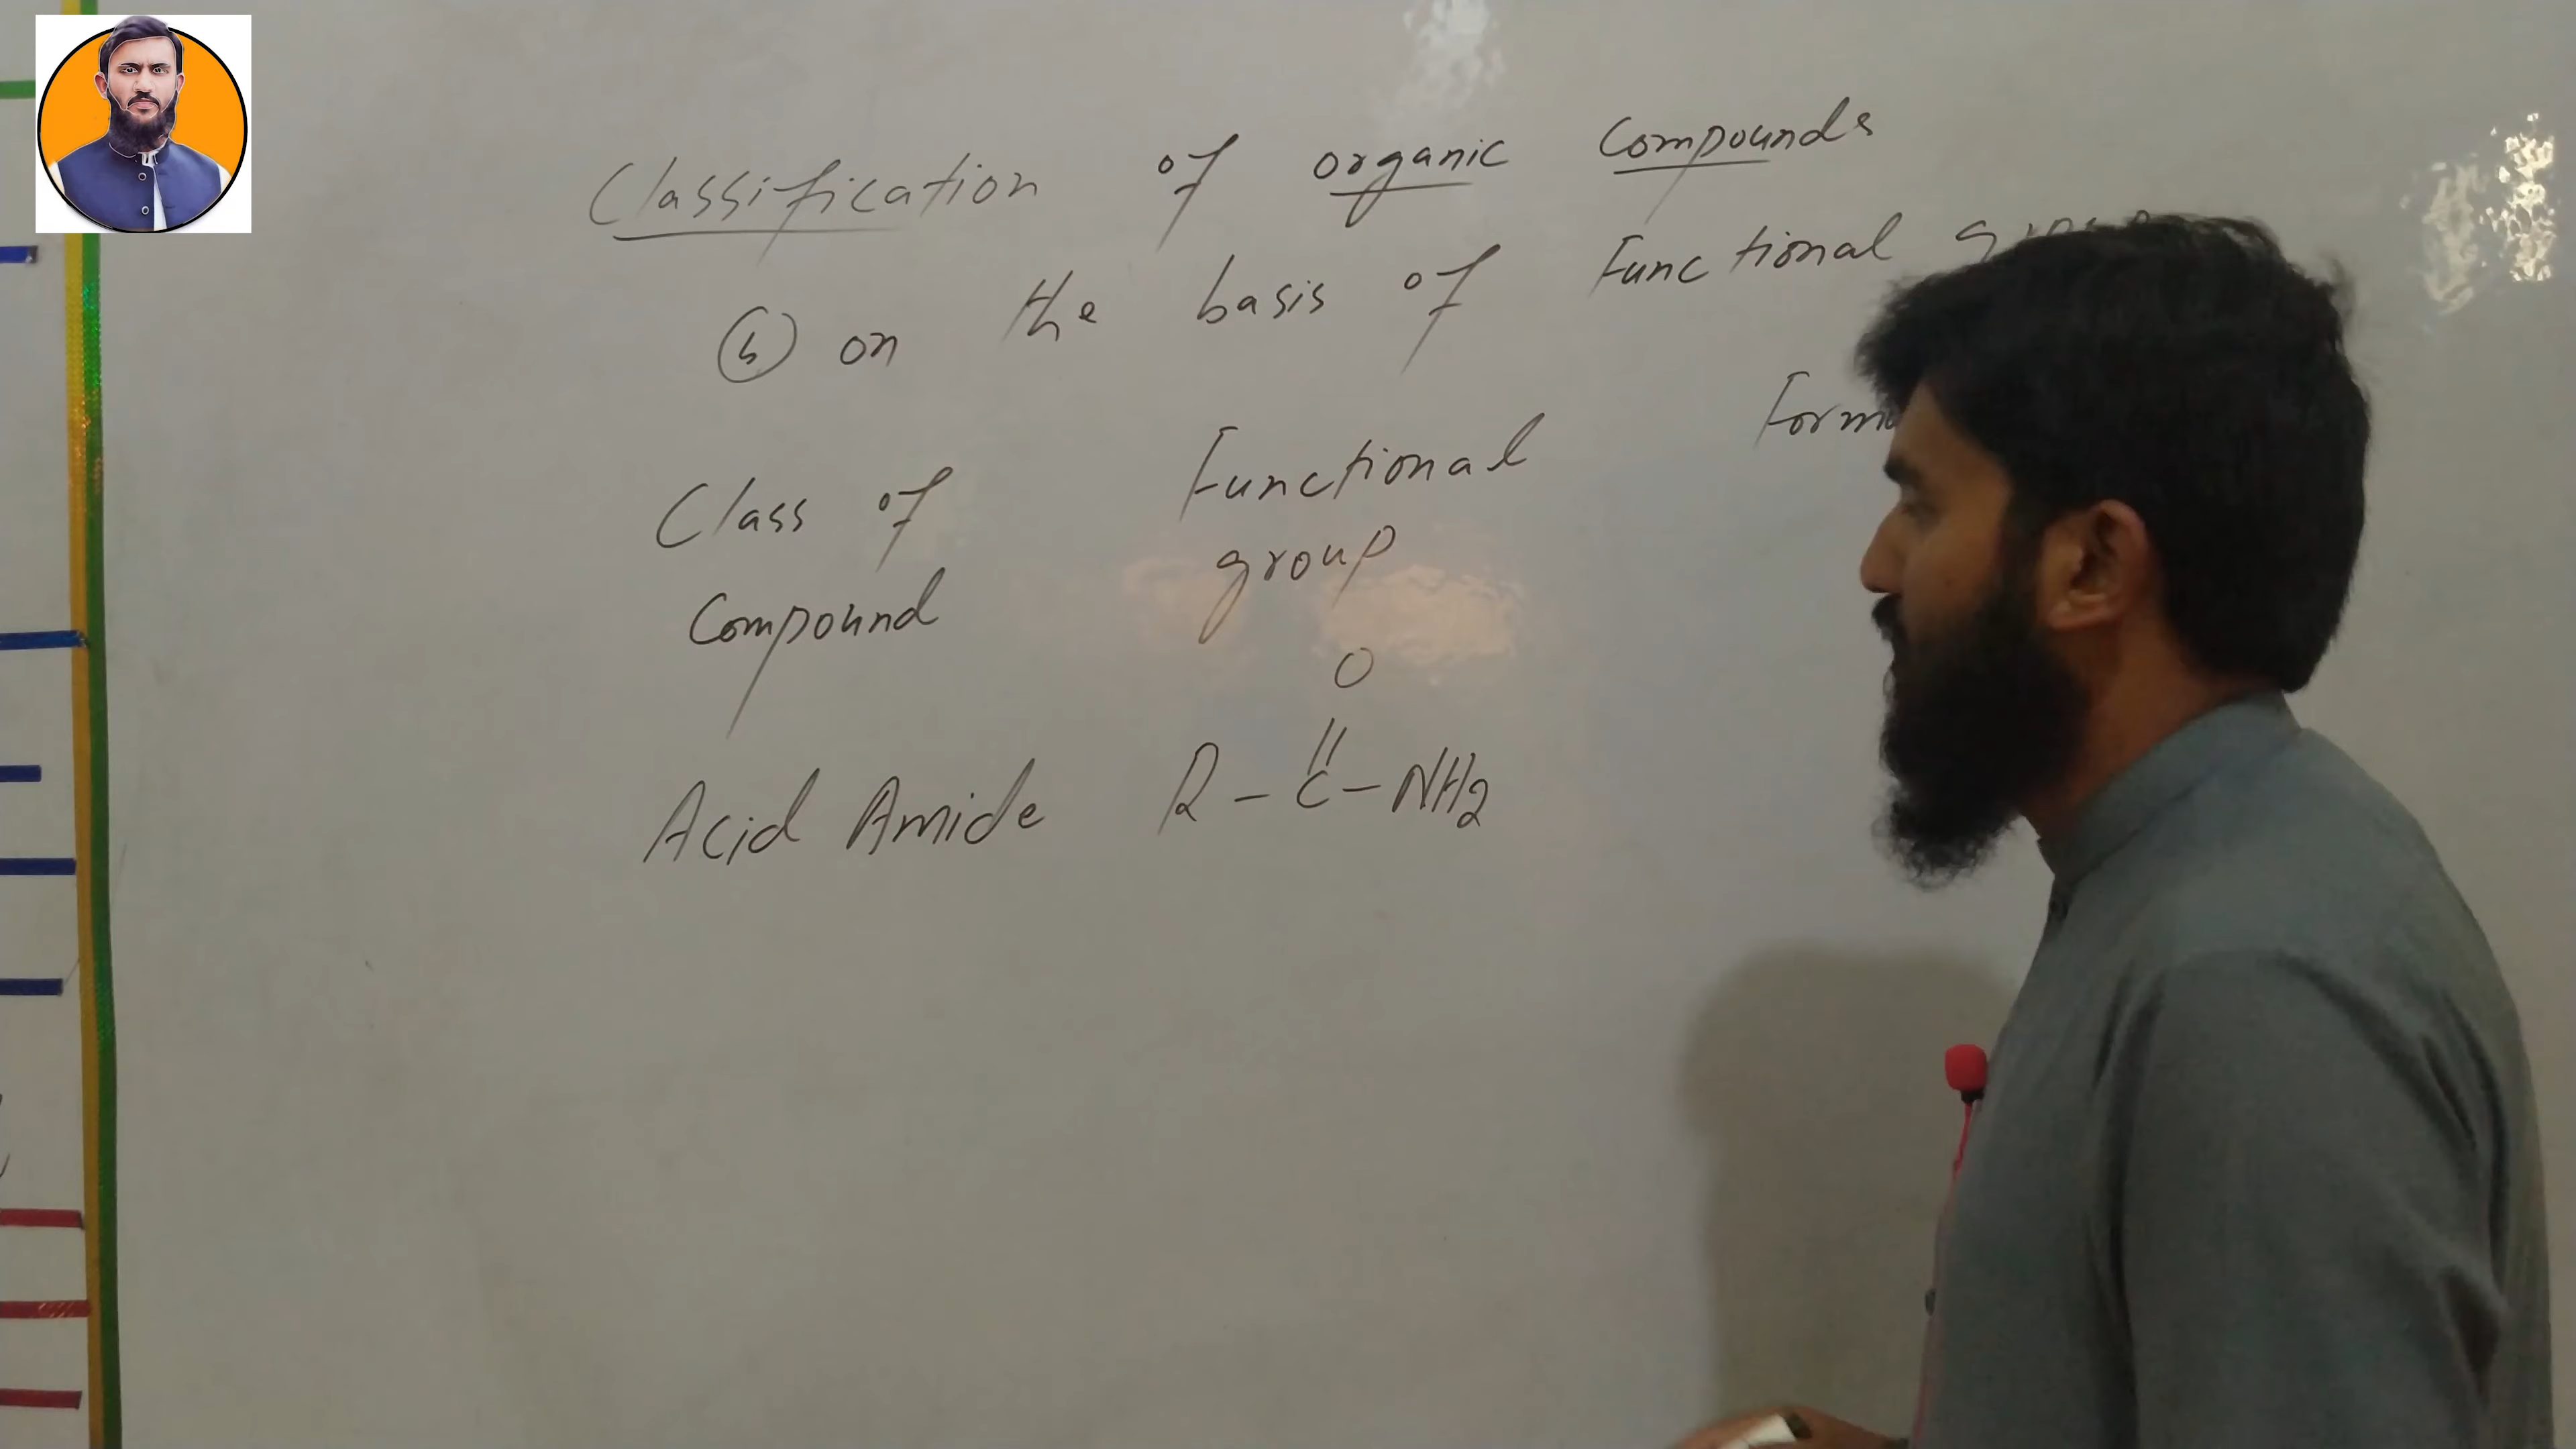 Classification of organic Compounds
(b) on the basis of Functional
Class of Functional
Compound group
O
||
Acid Amide R-C-NH2